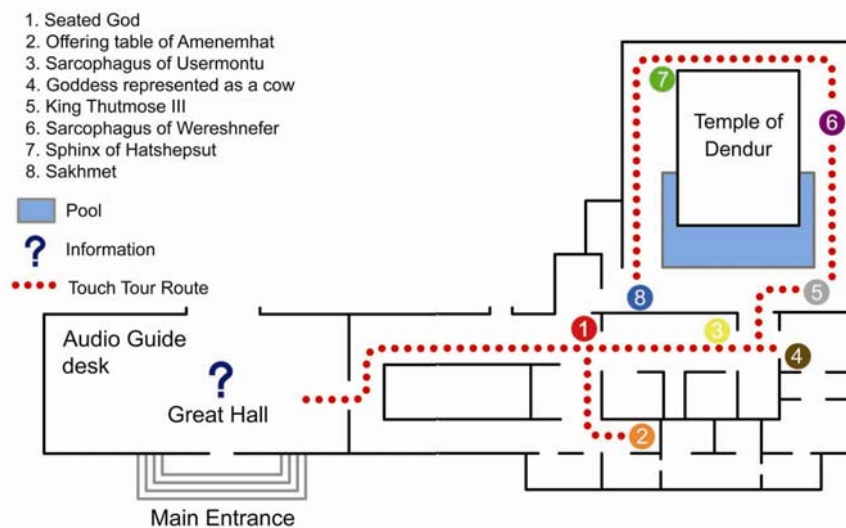 1. Seated God
2. Offering table of Amenemhat
3. Sarcophagus of Usermontu
4. Goddess represented as a cow
5. King Thutmose III
6. Sarcophagus of Wereshnefer
7. Sphinx of Hatshepsut
8. Sakhmet
Pool
? Information
Touch Tour Route
7
Temple of
Dendur
6
8
5
1
3
4
2
Audio Guide
desk
?
Great Hall
Main Entrance